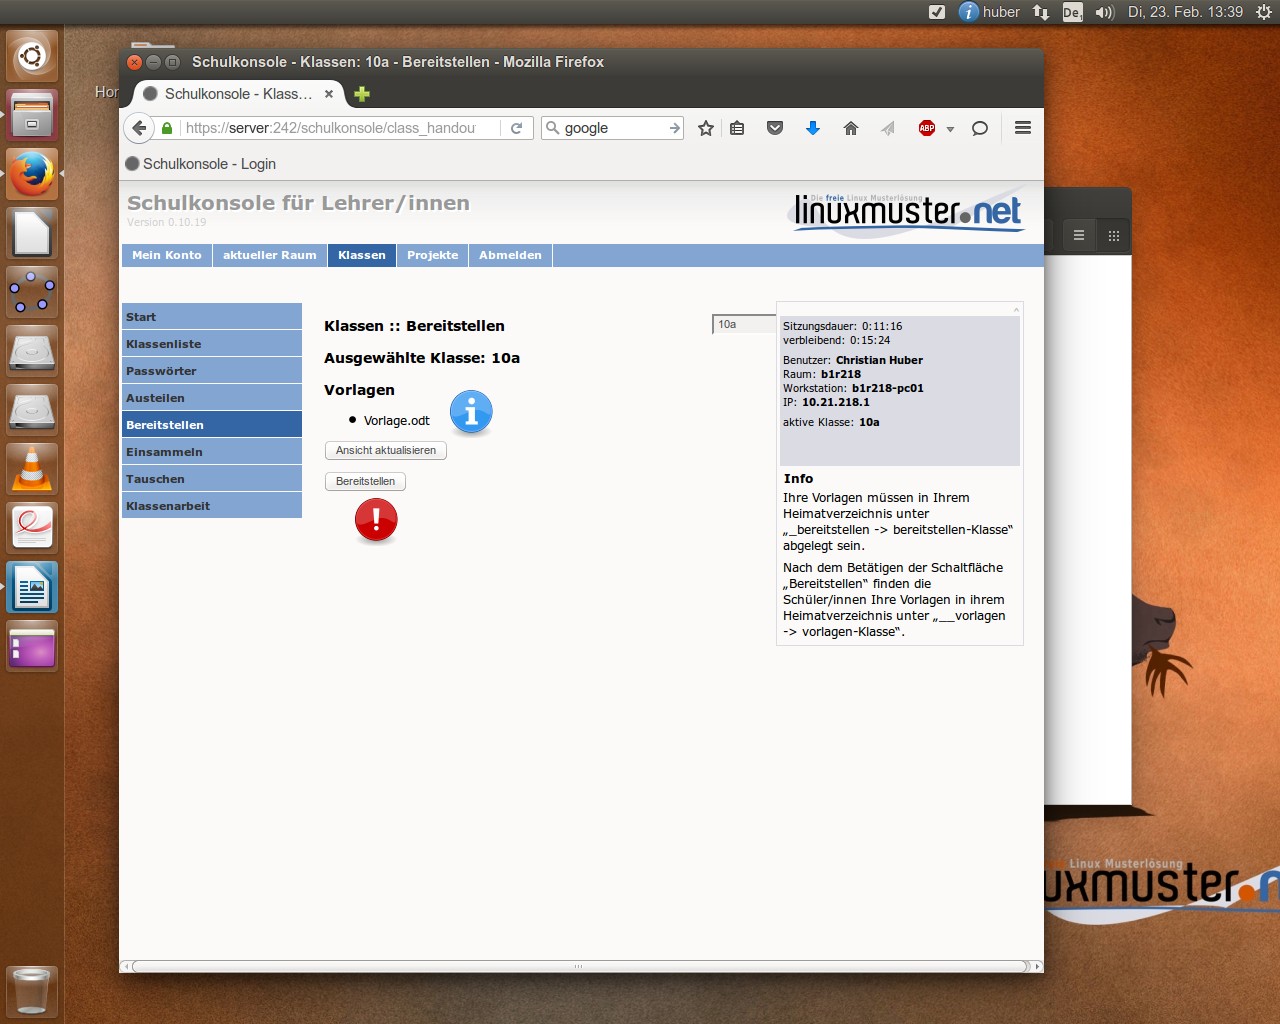 huber
De1
Di, 23. Feb. 13:39
Schulkonsole - Klassen: 10a - Bereitstellen - Mozilla Firefox
Hor
Schulkonsole - Klass...
https://server:242/schulkonsole/class_handou
google
ABP
Schulkonsole - Login
Schulkonsole für Lehrer/innen
Version 0.10.19
Die freie Linux Musterlösung
linuxmuster.net
Mein Konto
aktueller Raum
Klassen
Projekte
Abmelden
Start
Klassenliste
Passwörter
Austeilen
Bereitstellen
Einsammeln
Tauschen
Klassenarbeit
Klassen :: Bereitstellen
10a
Ausgewählte Klasse: 10a
Vorlagen
Vorlage.odt
Ansicht aktualisieren
Bereitstellen
Sitzungsdauer: 0:11:16
verbleibend: 0:15:24
Benutzer: Christian Huber
Raum: b1r218
Workstation: b1r218-pc01
IP: 10.21.218.1
aktive Klasse: 10a
Info
Ihre Vorlagen müssen in Ihrem
Heimatverzeichnis unter
„_bereitstellen -> bereitstellen-Klasse“
abgelegt sein.
Nach dem Betätigen der Schaltfläche
„Bereitstellen“ finden die
Schüler/innen Ihre Vorlagen in ihrem
Heimatverzeichnis unter „__vorlagen
-> vorlagen-Klasse“.
Linux Musterlösung
uxmuster.ne